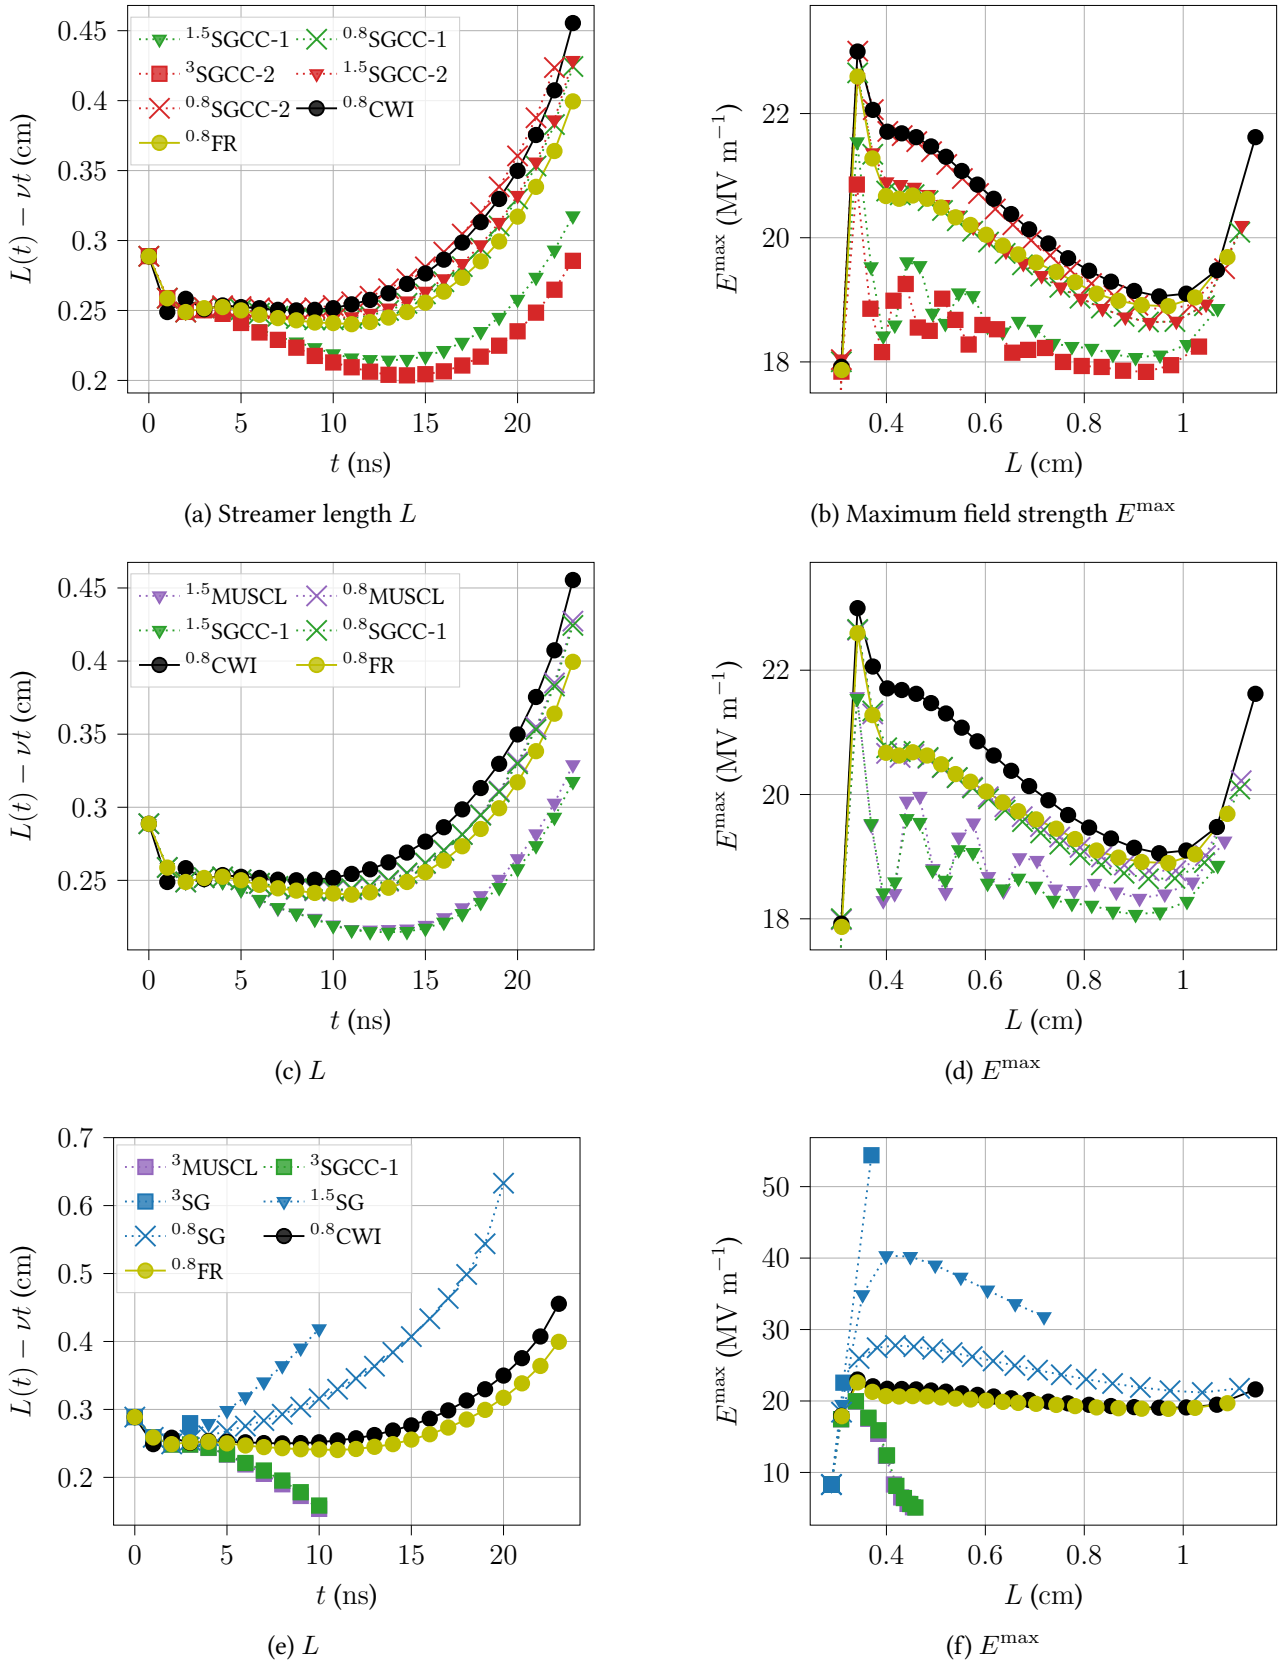 0.45
0.4
0.35
0.3
0.25
0.2
L(t) − νt (cm)
1.5SGCC-1 0.8SGCC-1
3SGCC-2 1.5SGCC-2
0.8SGCC-2 0.8CWI
0.8FR
0 5 10 15 20
t (ns)
(a) Streamer length L
22
20
18
E^max (MV m^−1)
0.4 0.6 0.8 1
L (cm)
(b) Maximum field strength E^max
0.45
0.4
0.35
0.3
0.25
L(t) − νt (cm)
1.5MUSCL 0.8MUSCL
1.5SGCC-1 0.8SGCC-1
0.8CWI 0.8FR
0 5 10 15 20
t (ns)
(c) L
22
20
18
E^max (MV m^−1)
0.4 0.6 0.8 1
L (cm)
(d) E^max
0.7
0.6
0.5
0.4
0.3
0.2
L(t) − νt (cm)
3MUSCL 3SGCC-1
3SG 1.5SG
0.8SG 0.8CWI
0.8FR
0 5 10 15 20
t (ns)
(e) L
50
40
30
20
10
E^max (MV m^−1)
0.4 0.6 0.8 1
L (cm)
(f) E^max